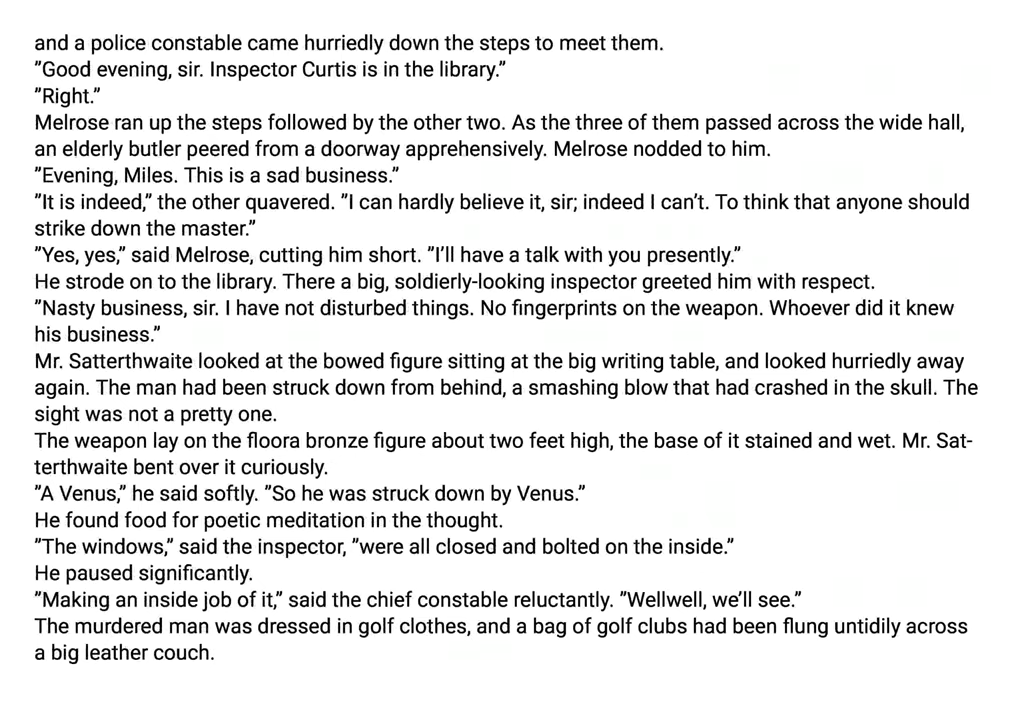 and a police constable came hurriedly down the steps to meet them.
”Good evening, sir. Inspector Curtis is in the library.”
”Right.”
Melrose ran up the steps followed by the other two. As the three of them passed across the wide hall,
an elderly butler peered from a doorway apprehensively. Melrose nodded to him.
”Evening, Miles. This is a sad business.”
”It is indeed,” the other quavered. ”I can hardly believe it, sir; indeed I can’t. To think that anyone should
strike down the master.”
”Yes, yes,” said Melrose, cutting him short. ”I’ll have a talk with you presently.”
He strode on to the library. There a big, soldierly-looking inspector greeted him with respect.
”Nasty business, sir. I have not disturbed things. No fingerprints on the weapon. Whoever did it knew
his business.”
Mr. Satterthwaite looked at the bowed figure sitting at the big writing table, and looked hurriedly away
again. The man had been struck down from behind, a smashing blow that had crashed in the skull. The
sight was not a pretty one.
The weapon lay on the floora bronze figure about two feet high, the base of it stained and wet. Mr. Sat-
terthwaite bent over it curiously.
”A Venus,” he said softly. ”So he was struck down by Venus.”
He found food for poetic meditation in the thought.
”The windows,” said the inspector, ”were all closed and bolted on the inside.”
He paused significantly.
”Making an inside job of it,” said the chief constable reluctantly. ”Wellwell, we’ll see.”
The murdered man was dressed in golf clothes, and a bag of golf clubs had been flung untidily across
a big leather couch.